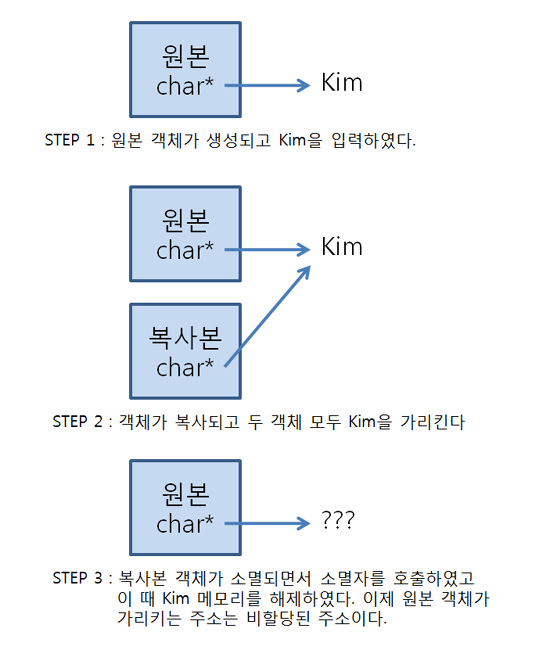 원본
char*
Kim
STEP 1 : 원본 객체가 생성되고 Kim을 입력하였다.
원본
char*
Kim
복사본
char*
STEP 2 : 객체가 복사되고 두 객체 모두 Kim을 가리킨다
원본
char*
???
STEP 3 : 복사본 객체가 소멸되면서 소멸자를 호출하였고
이 때 Kim 메모리를 해제하였다. 이제 원본 객체가
가리키는 주소는 비할당된 주소이다.